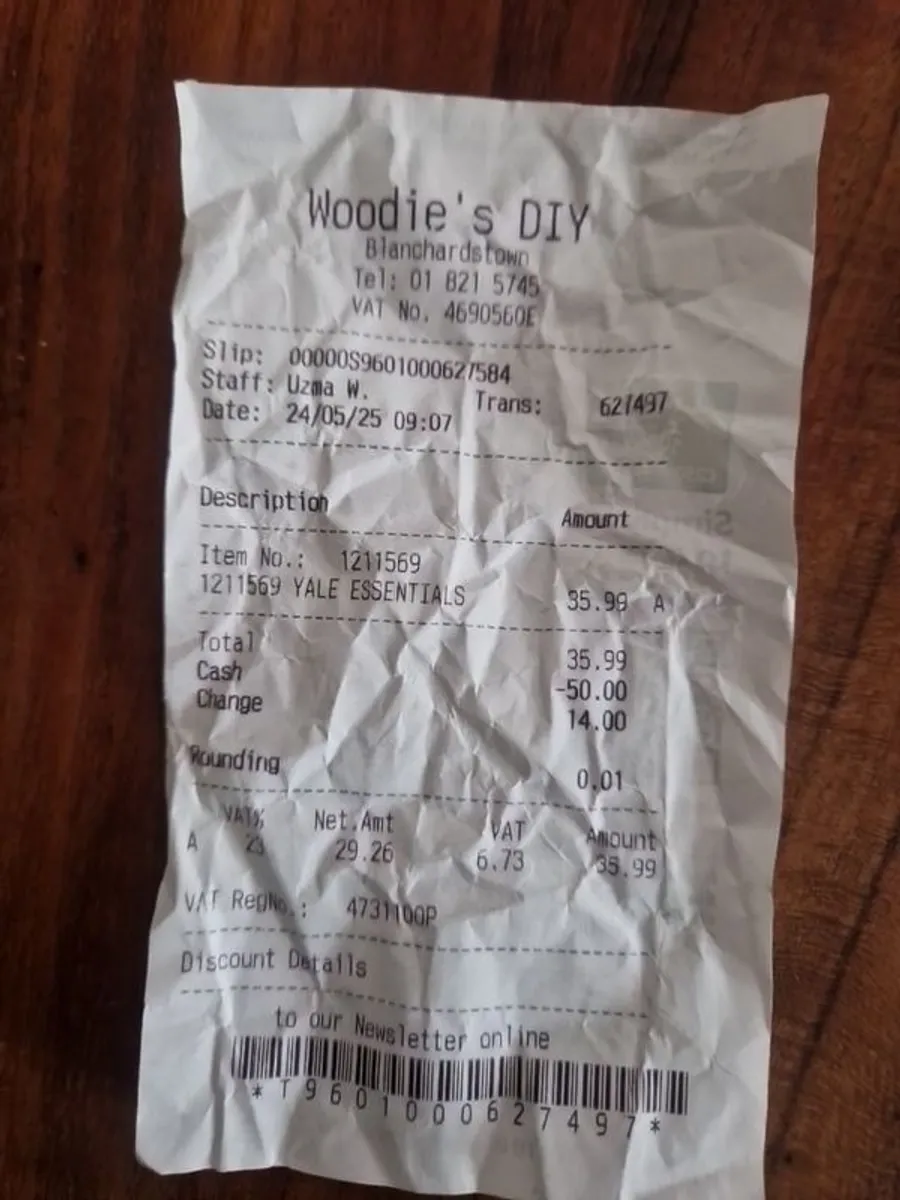 Woodie's DIY
Blanchardstown
Tel: 01 821 5745
VAT No. 4690560E
Slip: 00000S9601000627584
Staff: Uzma W. Trans: 627497
Date: 24/05/25 09:07
Description Amount
Item No.: 1211569
1211569 YALE ESSENTIALS 35.99 A
Total 35.99
Cash -50.00
Change 14.00
Rounding 0.01
VAT% Net.Amt VAT Amount
A 23 29.26 6.73 35.99
VAT RegNo.: 4731100P
Discount Details
to our Newsletter online
*T9601000627497*